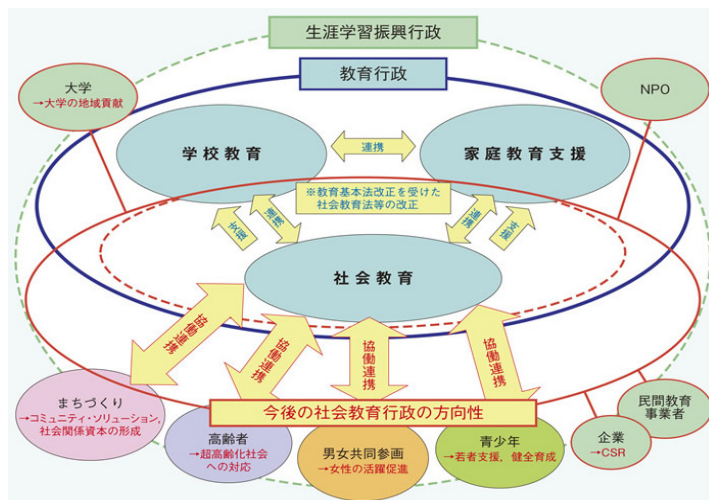 生涯学習振興行政
教育行政
大学
→大学の地域貢献
NPO
学校教育
連携
家庭教育支援
※教育基本法改正を受けた
社会教育法等の改正
支援
連携
連携
支援
社会教育
協働連携
協働連携
協働連携
協働連携
まちづくり
→コミュニティ・ソリューション,
社会関係資本の形成
今後の社会教育行政の方向性
高齢者
→超高齢化社会
への対応
男女共同参画
→女性の活躍促進
青少年
→若者支援,健全育成
企業
→CSR
民間教育
事業者